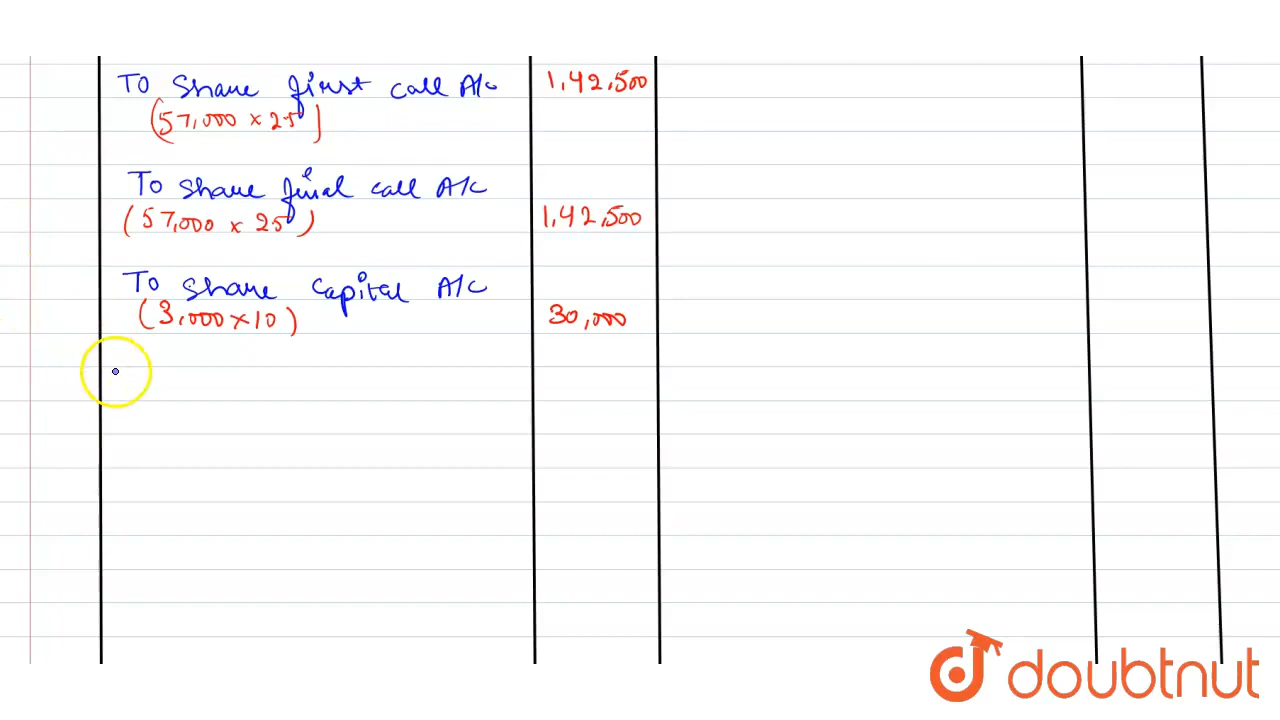 To Share first call A/c 1,42,500
(57,000 × 25)
To Share final call A/c
(57,000 × 25) 1,42,500
To Share Capital A/c
(3,000 × 10) 30,000
doubtnut